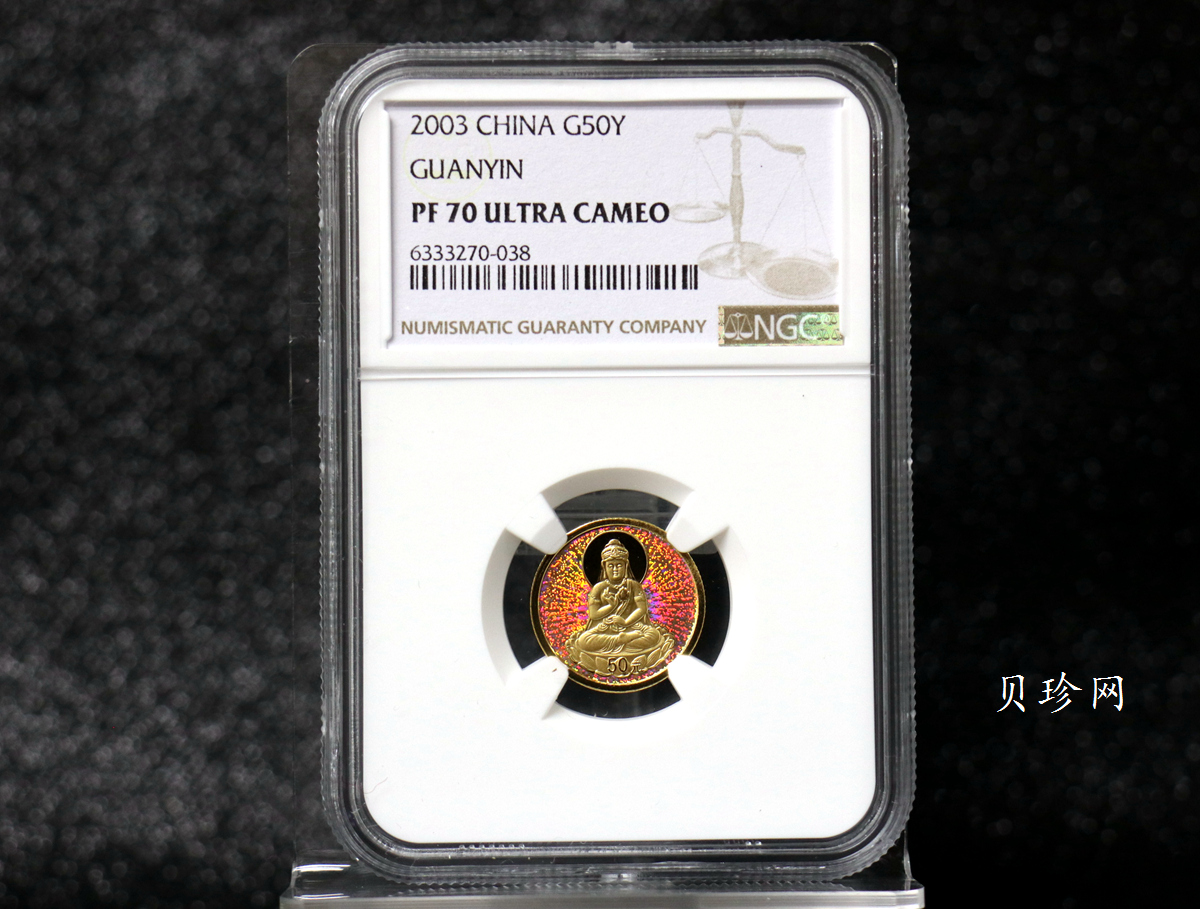 2003 CHINA G50Y
GUANYIN
PF 70 ULTRA CAMEO
6333270-038
NUMISMATIC GUARANTY COMPANY
NGC
50元
贝珍网